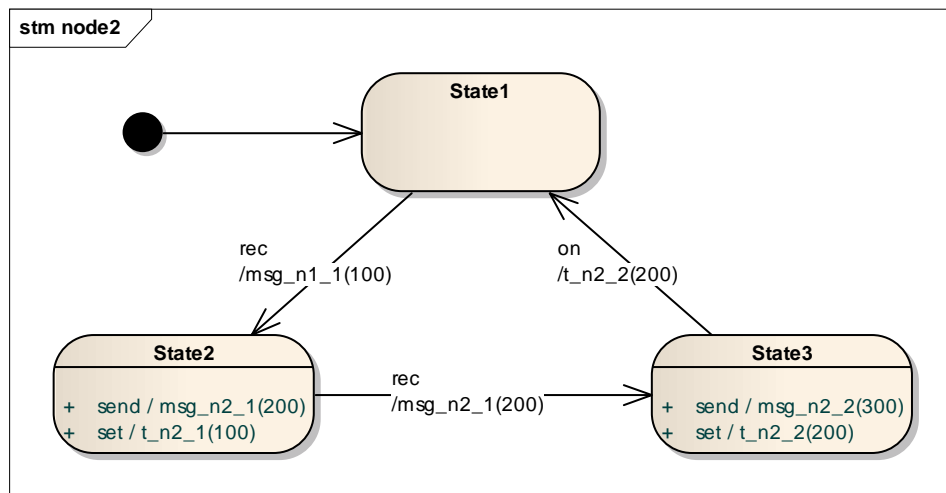 stm node2
State1
rec
/msg_n1_1(100)
on
/t_n2_2(200)
State2
+ send / msg_n2_1(200)
+ set / t_n2_1(100)
rec
/msg_n2_1(200)
State3
+ send / msg_n2_2(300)
+ set / t_n2_2(200)